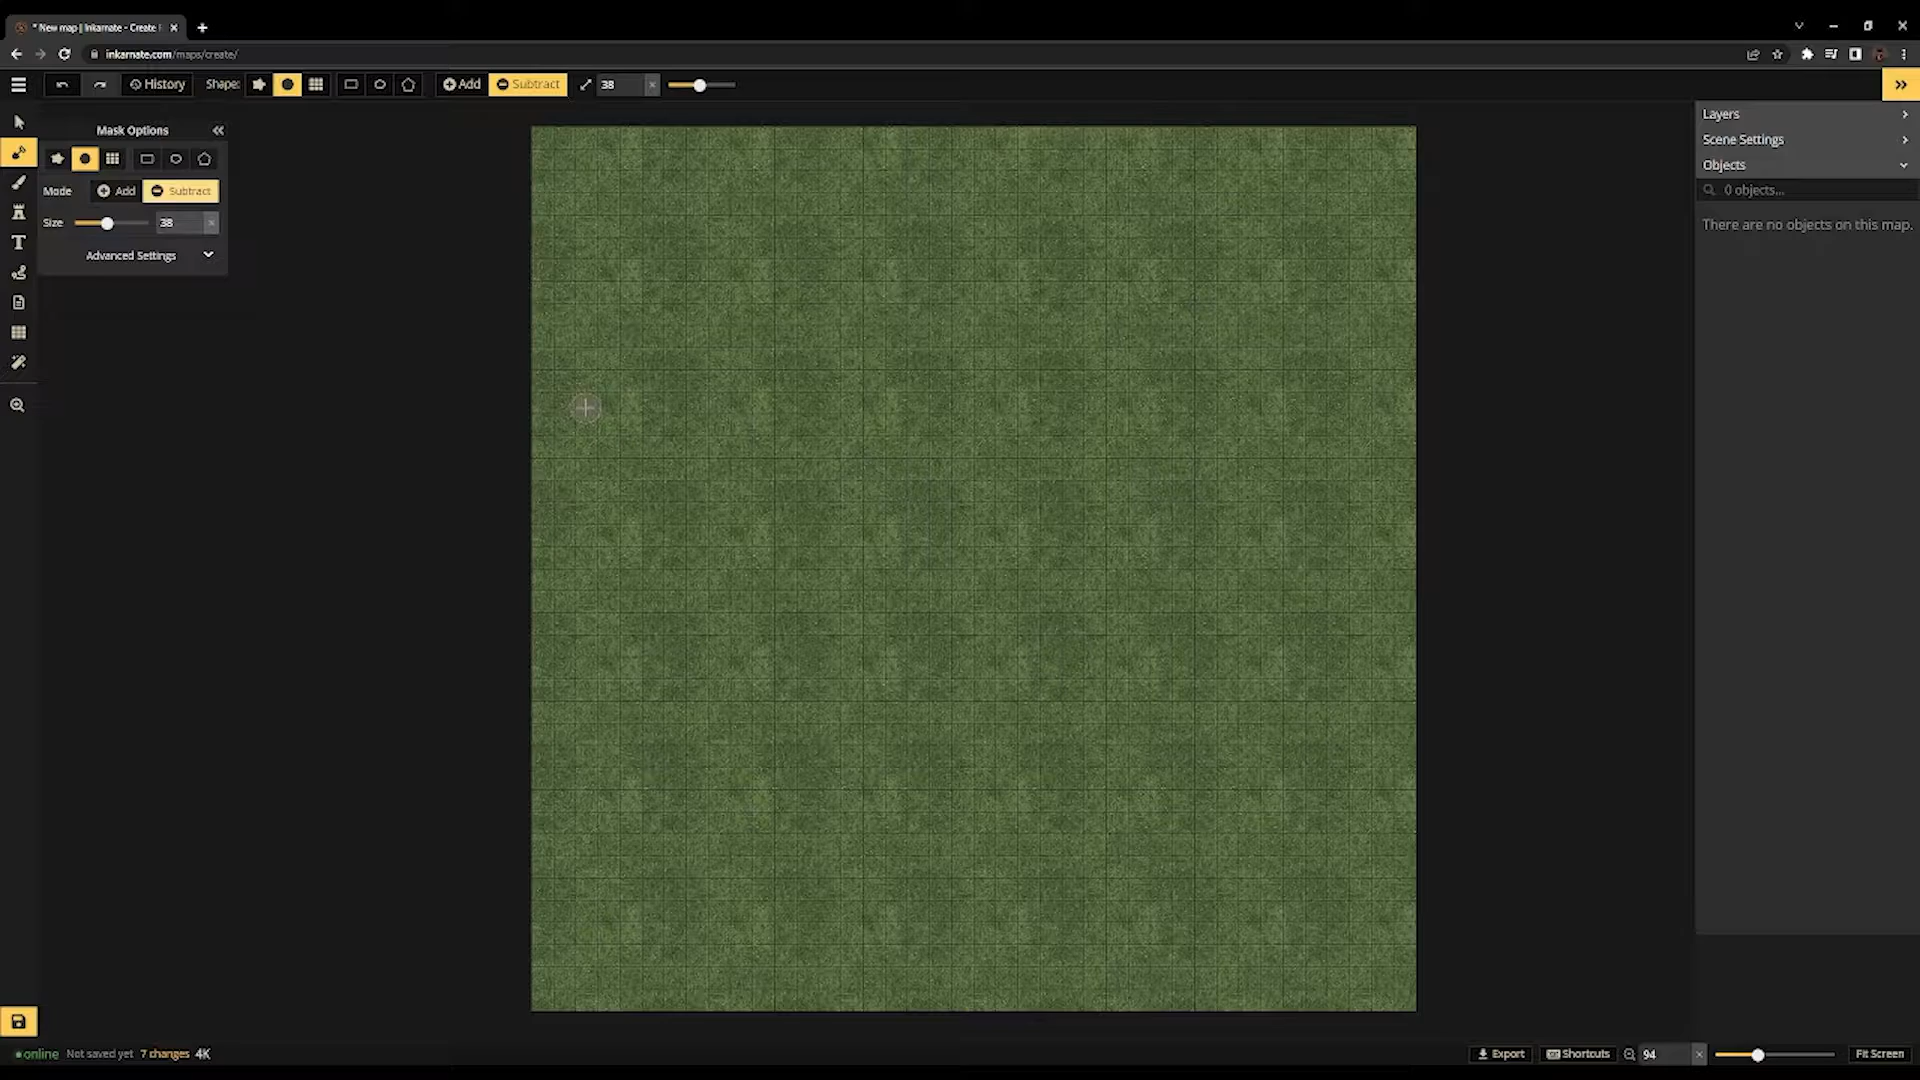 * New map | Inkarnate - Create
inkarnate.com/maps/create/
History Shape: Add Subtract 38
Mask Options
Mode Add Subtract
Size 38
Advanced Settings
T
Layers
Scene Settings
Objects
0 objects...
There are no objects on this map.
online Not saved yet 7 changes 4K
Export Shortcuts 94 Fit Screen